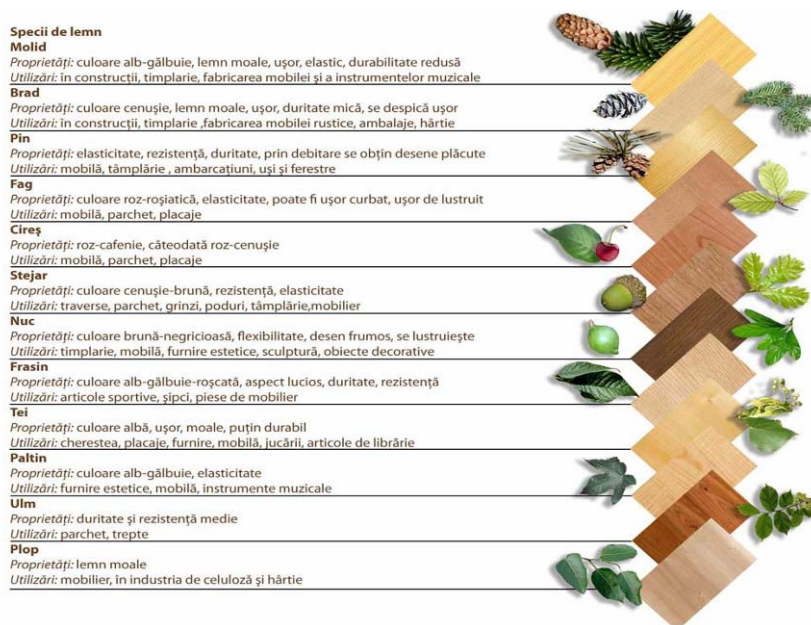 Specii de lemn
Molid
Proprietăți: culoare alb-gălbuie, lemn moale, ușor, elastic, durabilitate redusă
Utilizări: în construcții, timplarie, fabricarea mobilei și a instrumentelor muzicale
Brad
Proprietăți: culoare cenușie, lemn moale, ușor, duritate mică, se despică ușor
Utilizări: în construcții, timplarie ,fabricarea mobilei rustice, ambalaje, hârtie
Pin
Proprietăți: elasticitate, rezistență, duritate, prin debitare se obțin desene plăcute
Utilizări: mobilă, tâmplărie , ambarcațiuni, uși și ferestre
Fag
Proprietăți: culoare roz-roșiatică, elasticitate, poate fi ușor curbat, ușor de lustruit
Utilizări: mobilă, parchet, placaje
Cireș
Proprietăți: roz-cafenie, câteodată roz-cenușie
Utilizări: mobilă, parchet, placaje
Stejar
Proprietăți: culoare cenușie-brună, rezistență, elasticitate
Utilizări: traverse, parchet, grinzi, poduri, tâmplărie,mobilier
Nuc
Proprietăți: culoare brună-negricioasă, flexibilitate, desen frumos, se lustruiește
Utilizări: timplarie, mobilă, furnire estetice, sculptură, obiecte decorative
Frasin
Proprietăți: culoare alb-gălbuie-roșcată, aspect lucios, duritate, rezistență
Utilizări: articole sportive, șipci, piese de mobilier
Tei
Proprietăți: culoare albă, ușor, moale, puțin durabil
Utilizări: cherestea, placaje, furnire, mobilă, jucării, articole de librărie
Paltin
Proprietăți: culoare alb-gălbuie, elasticitate
Utilizări: furnire estetice, mobilă, instrumente muzicale
Ulm
Proprietăți: duritate și rezistență medie
Utilizări: parchet, trepte
Plop
Proprietăți: lemn moale
Utilizări: mobilier, în industria de celuloză și hârtie